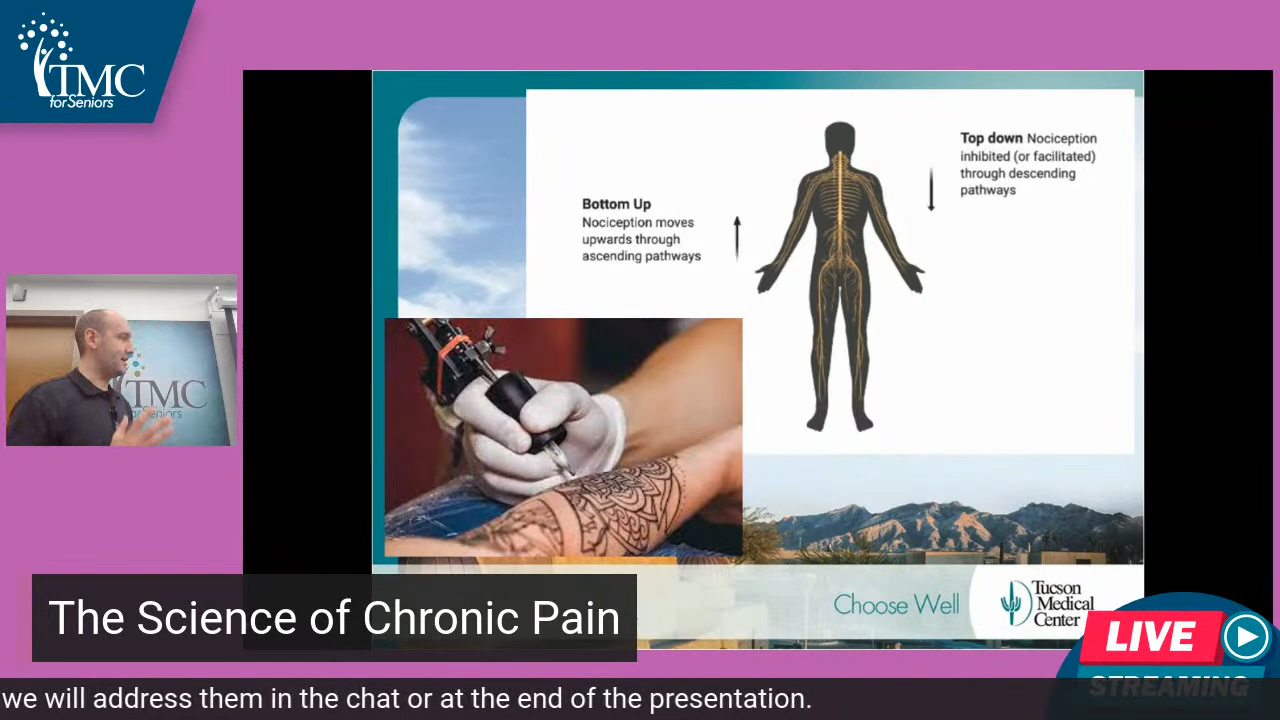 TMC
for Seniors
Top down Nociception
inhibited (or facilitated)
through descending
pathways
Bottom Up
Nociception moves
upwards through
ascending pathways
TMC
for Seniors
Choose Well
Tucson
Medical
Center
The Science of Chronic Pain
LIVE
STREAMING
we will address them in the chat or at the end of the presentation.